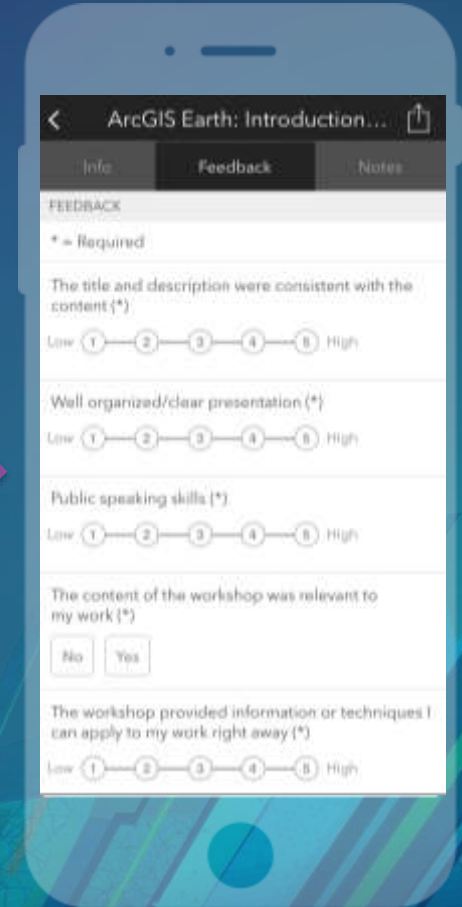 ArcGIS Earth: Introduction...
Info Feedback Notes
FEEDBACK
* = Required
The title and description were consistent with the
content (*)
Low 1 2 3 4 5 High
Well organized/clear presentation (*)
Low 1 2 3 4 5 High
Public speaking skills (*)
Low 1 2 3 4 5 High
The content of the workshop was relevant to
my work (*)
No Yes
The workshop provided information or techniques I
can apply to my work right away (*)
Low 1 2 3 4 5 High